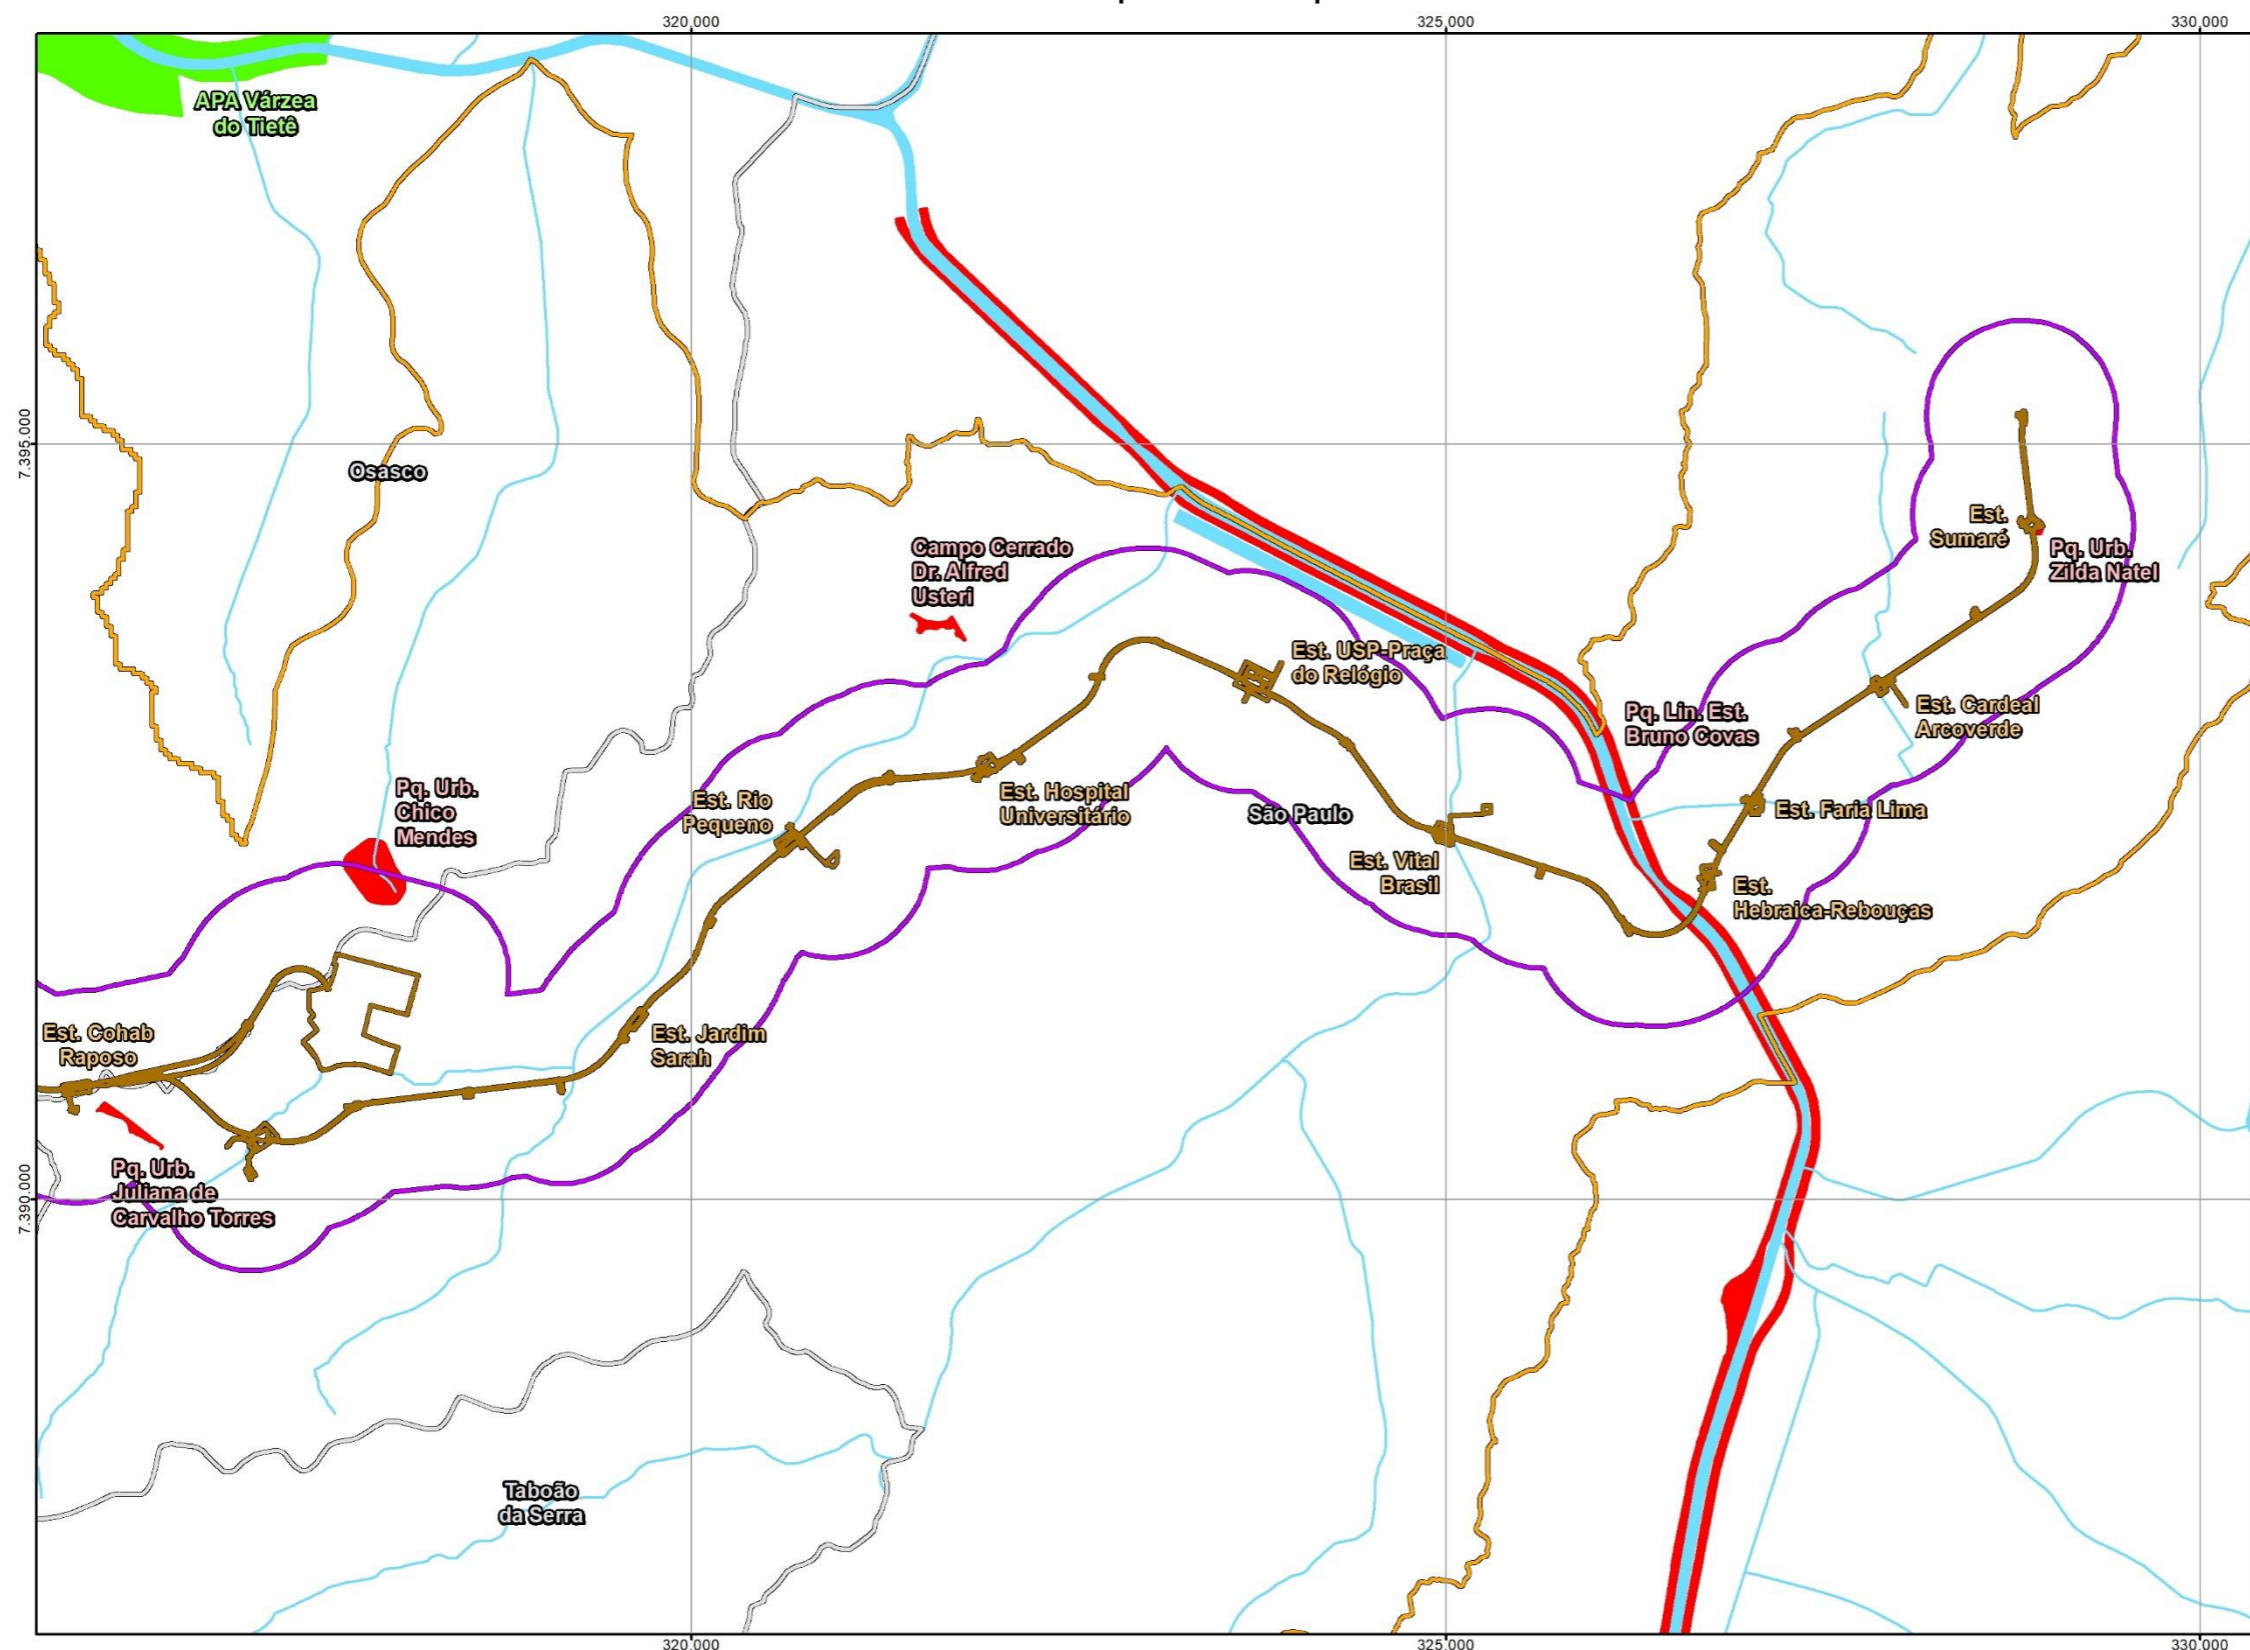 320.000
325.000
330.000
APA Várzea
do Tietê
7.395.000
Osasco
Campo Cerrado
Dr. Alfred
Usteri
Est.
Sumaré
Pq. Urb.
Zilda Natel
Est. USP-Praça
do Relógio
Pq. Lin. Est.
Bruno Covas
Est. Cardeal
Arcoverde
Pq. Urb.
Chico
Mendes
Est. Rio
Pequeno
Est. Hospital
Universitário
São Paulo
Est. Faria Lima
Est. Vital
Brasil
Est.
Hebraica-Rebouças
Est. Cohab
Raposo
Est. Jardim
Sarah
7.390.000
Pq. Urb.
Juliana de
Carvalho Torres
Taboão
da Serra
320.000
325.000
330.000